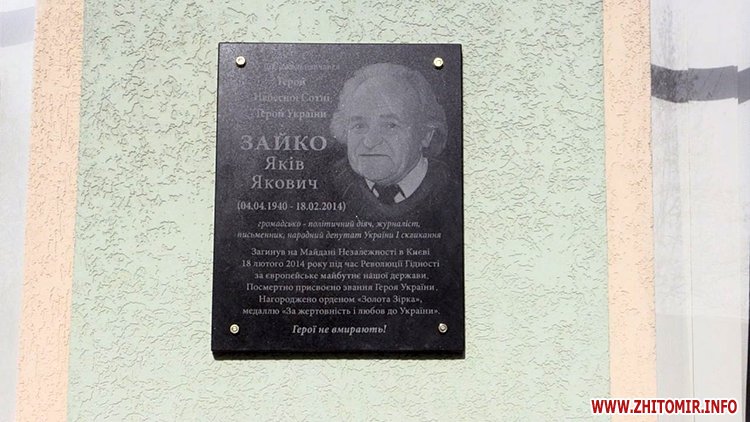 Герой
Небесної Сотні
Герой України
ЗАЙКО
Яків
Якович
(04.04.1940 - 18.02.2014)
громадсько - політичний діяч, журналіст,
письменник, народний депутат України І скликання
Загинув на Майдані Незалежності в Києві
18 лютого 2014 року під час Революції Гідності
за європейське майбутнє нашої держави.
Посмертно присвоєно звання Героя України.
Нагороджено орденом «Золота Зірка»,
медаллю «За жертовність і любов до України».
Герої не вмирають!
WWW.ZHITOMIR.INFO